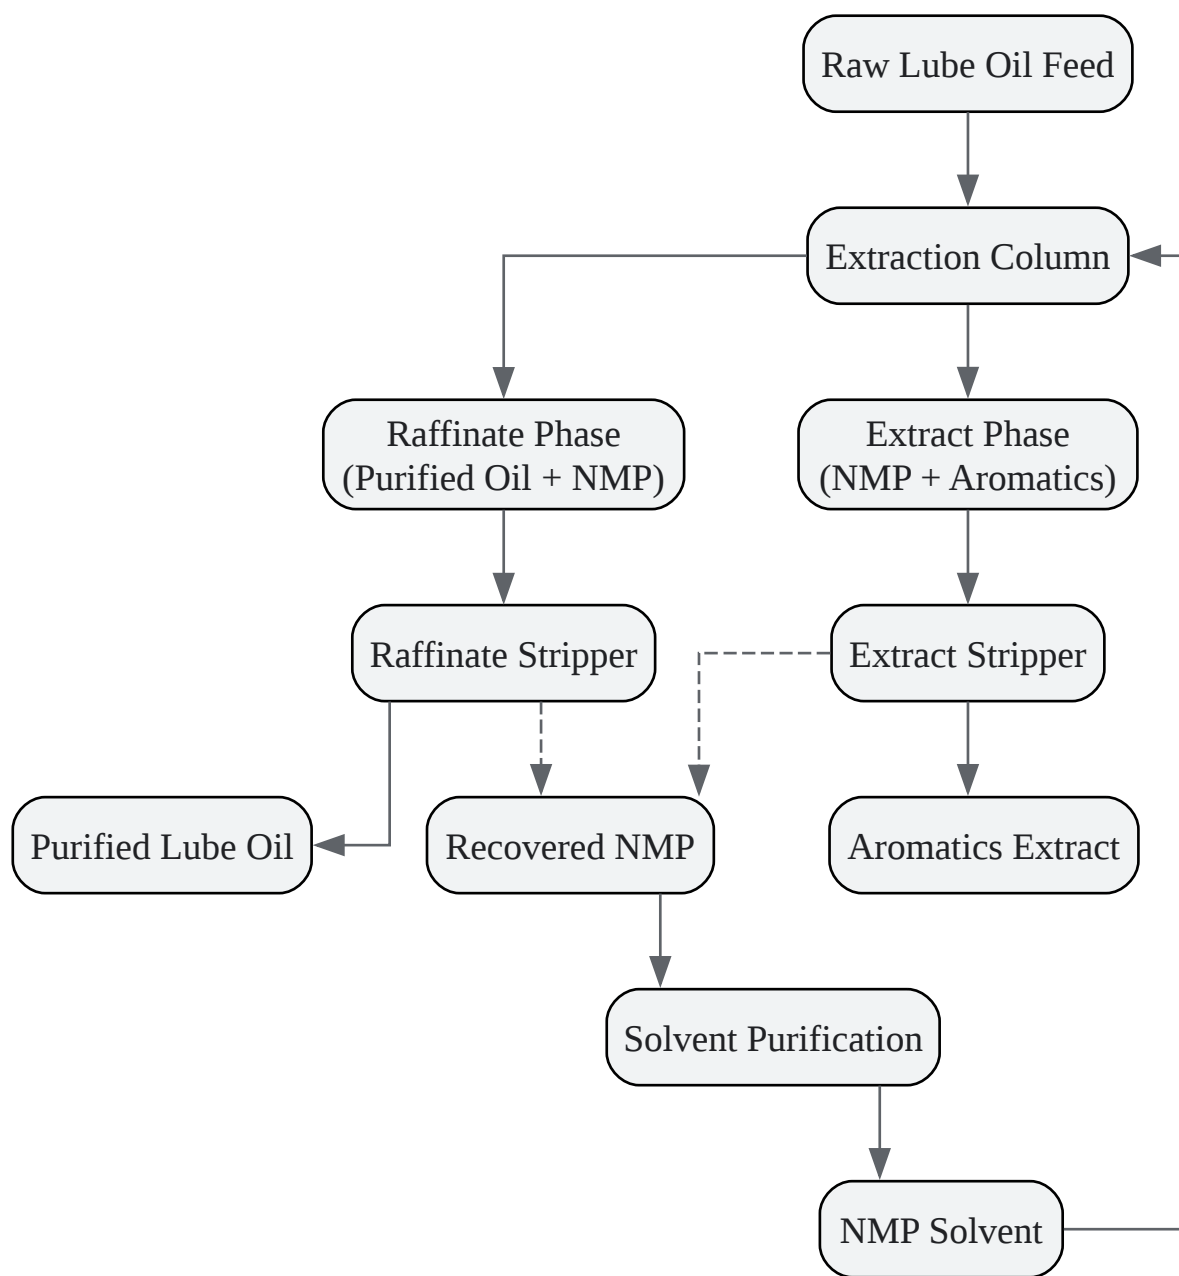 Raw Lube Oil Feed
Extraction Column
Raffinate Phase
(Purified Oil + NMP)
Extract Phase
(NMP + Aromatics)
Raffinate Stripper
Extract Stripper
Purified Lube Oil
Recovered NMP
Aromatics Extract
Solvent Purification
NMP Solvent